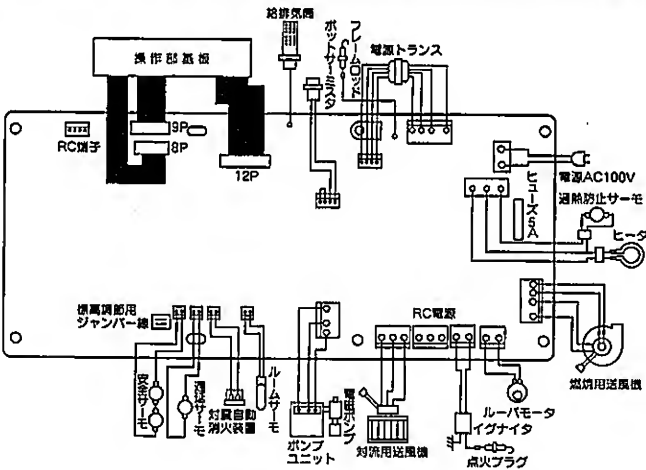 給排気筒
ポットサーミスタ
フレームロッド
電源トランス
操作部基板
RC端子
9P
8P
12P
電源AC100V
ヒューズ5A
過熱防止サーモ
ヒータ
標高調節用
ジャンパー線
RC電源
安全サーモ
対震自動
消火装置
ルームサーモ
ポンプ
ユニット
電磁ポンプ
対流用送風機
ルーバモータ
イグナイタ
点火プラグ
燃焼用送風機